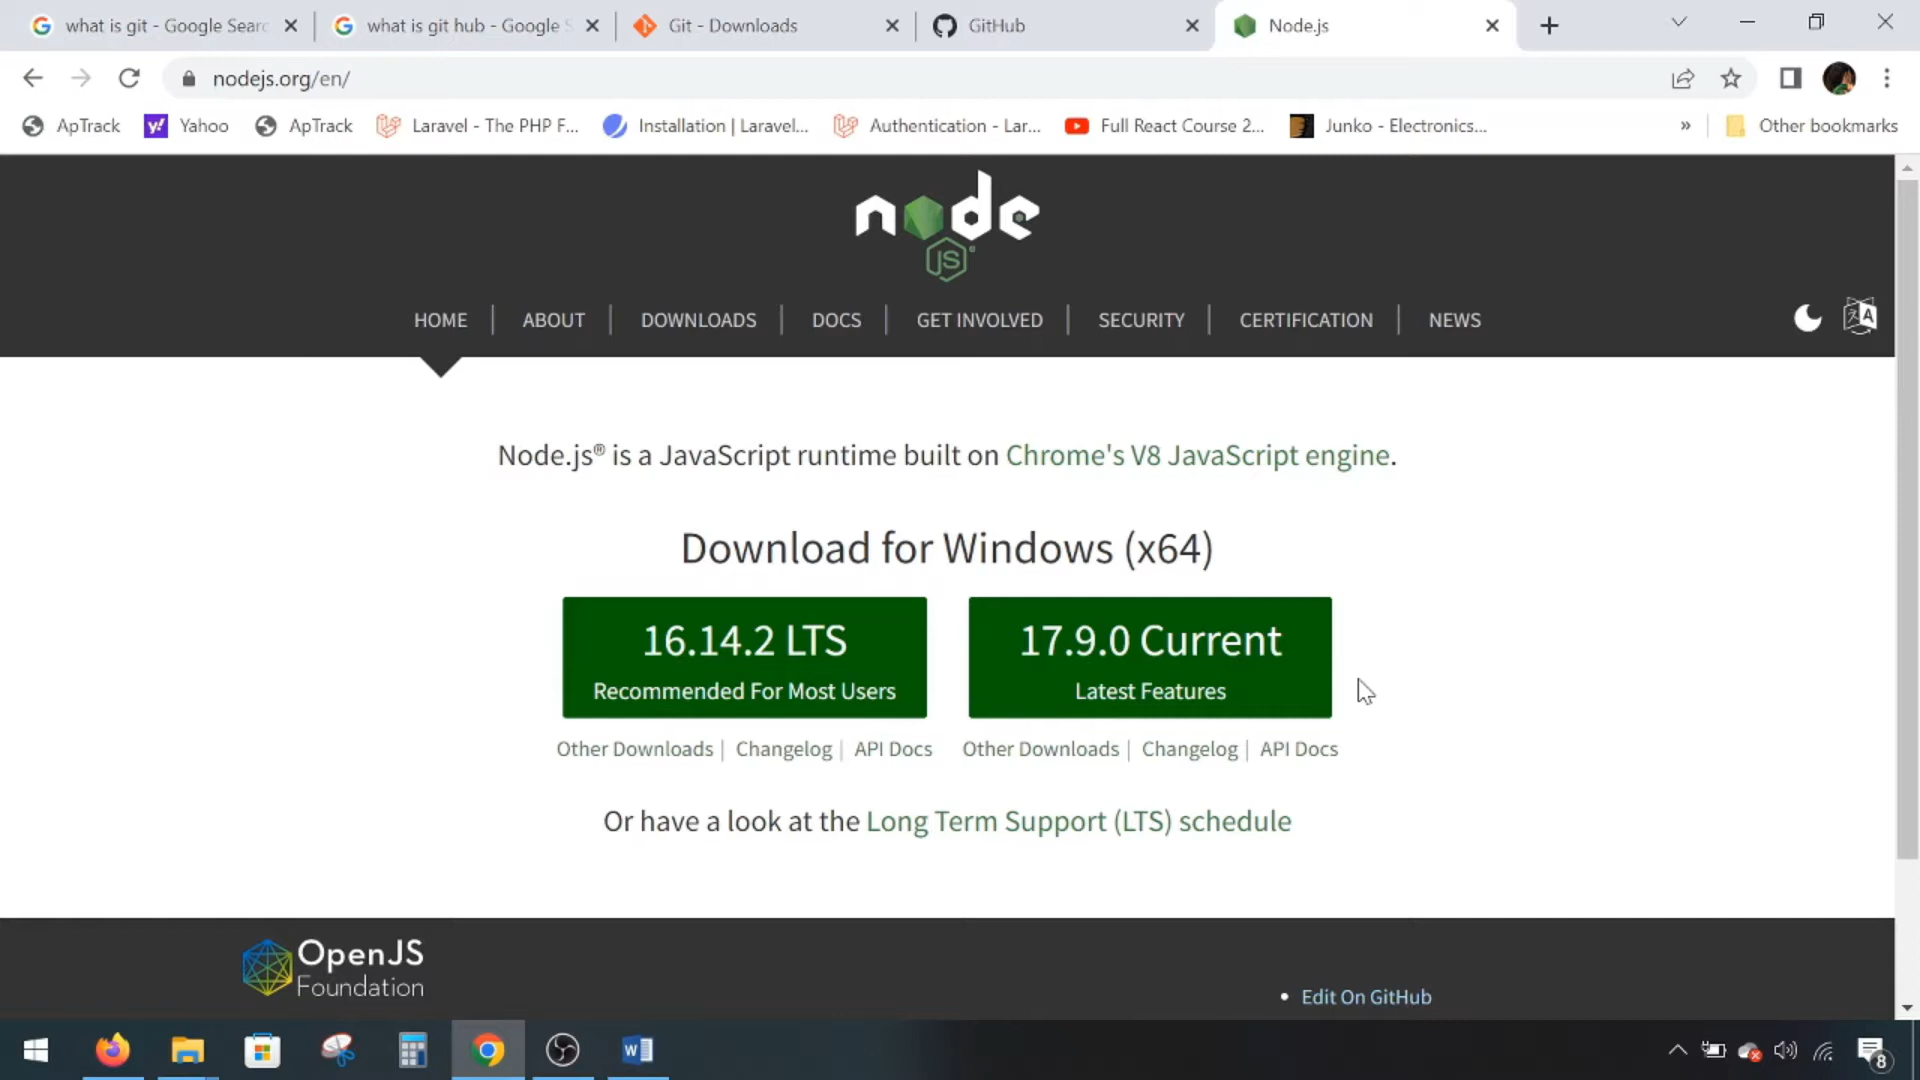 what is git - Google Searc
what is git hub - Google S
Git - Downloads
GitHub
Node.js
nodejs.org/en/
ApTrack
Yahoo
ApTrack
Laravel - The PHP F...
Installation | Laravel...
Authentication - Lar...
Full React Course 2...
Junko - Electronics...
»
Other bookmarks
node
JS
HOME | ABOUT | DOWNLOADS | DOCS | GET INVOLVED | SECURITY | CERTIFICATION | NEWS
Node.js® is a JavaScript runtime built on Chrome's V8 JavaScript engine.
Download for Windows (x64)
16.14.2 LTS
Recommended For Most Users
17.9.0 Current
Latest Features
Other Downloads | Changelog | API Docs
Other Downloads | Changelog | API Docs
Or have a look at the Long Term Support (LTS) schedule
OpenJS
Foundation
• Edit On GitHub
8